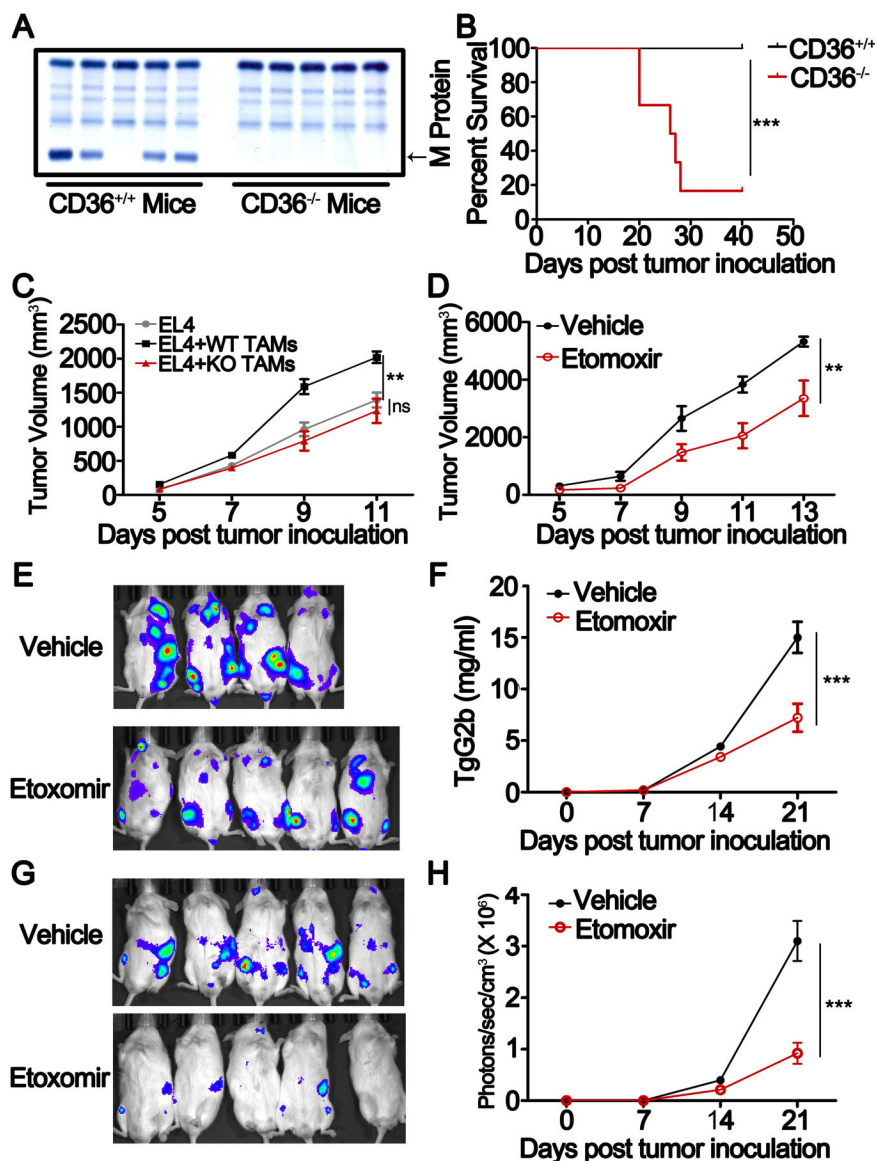 A
M Protein
←
CD36+/+ Mice
CD36-/- Mice
B
Percent Survival
100
80
60
40
20
0
0 10 20 30 40 50
Days post tumor inoculation
CD36+/+
CD36-/-
***
C
Tumor Volume (mm³)
2500
2000
1500
1000
500
0
EL4
EL4+WT TAMs
EL4+KO TAMs
**
ns
5 7 9 11
Days post tumor inoculation
D
Tumor Volume (mm³)
6000
4000
2000
0
Vehicle
Etomoxir
**
5 7 9 11 13
Days post tumor inoculation
E
Vehicle
Etoxomir
F
TgG2b (mg/ml)
20
15
10
5
0
Vehicle
Etomoxir
***
0 7 14 21
Days post tumor inoculation
G
Vehicle
Etoxomir
H
Photons/sec/cm³ (X 10⁶)
4
3
2
1
0
Vehicle
Etomoxir
***
0 7 14 21
Days post tumor inoculation